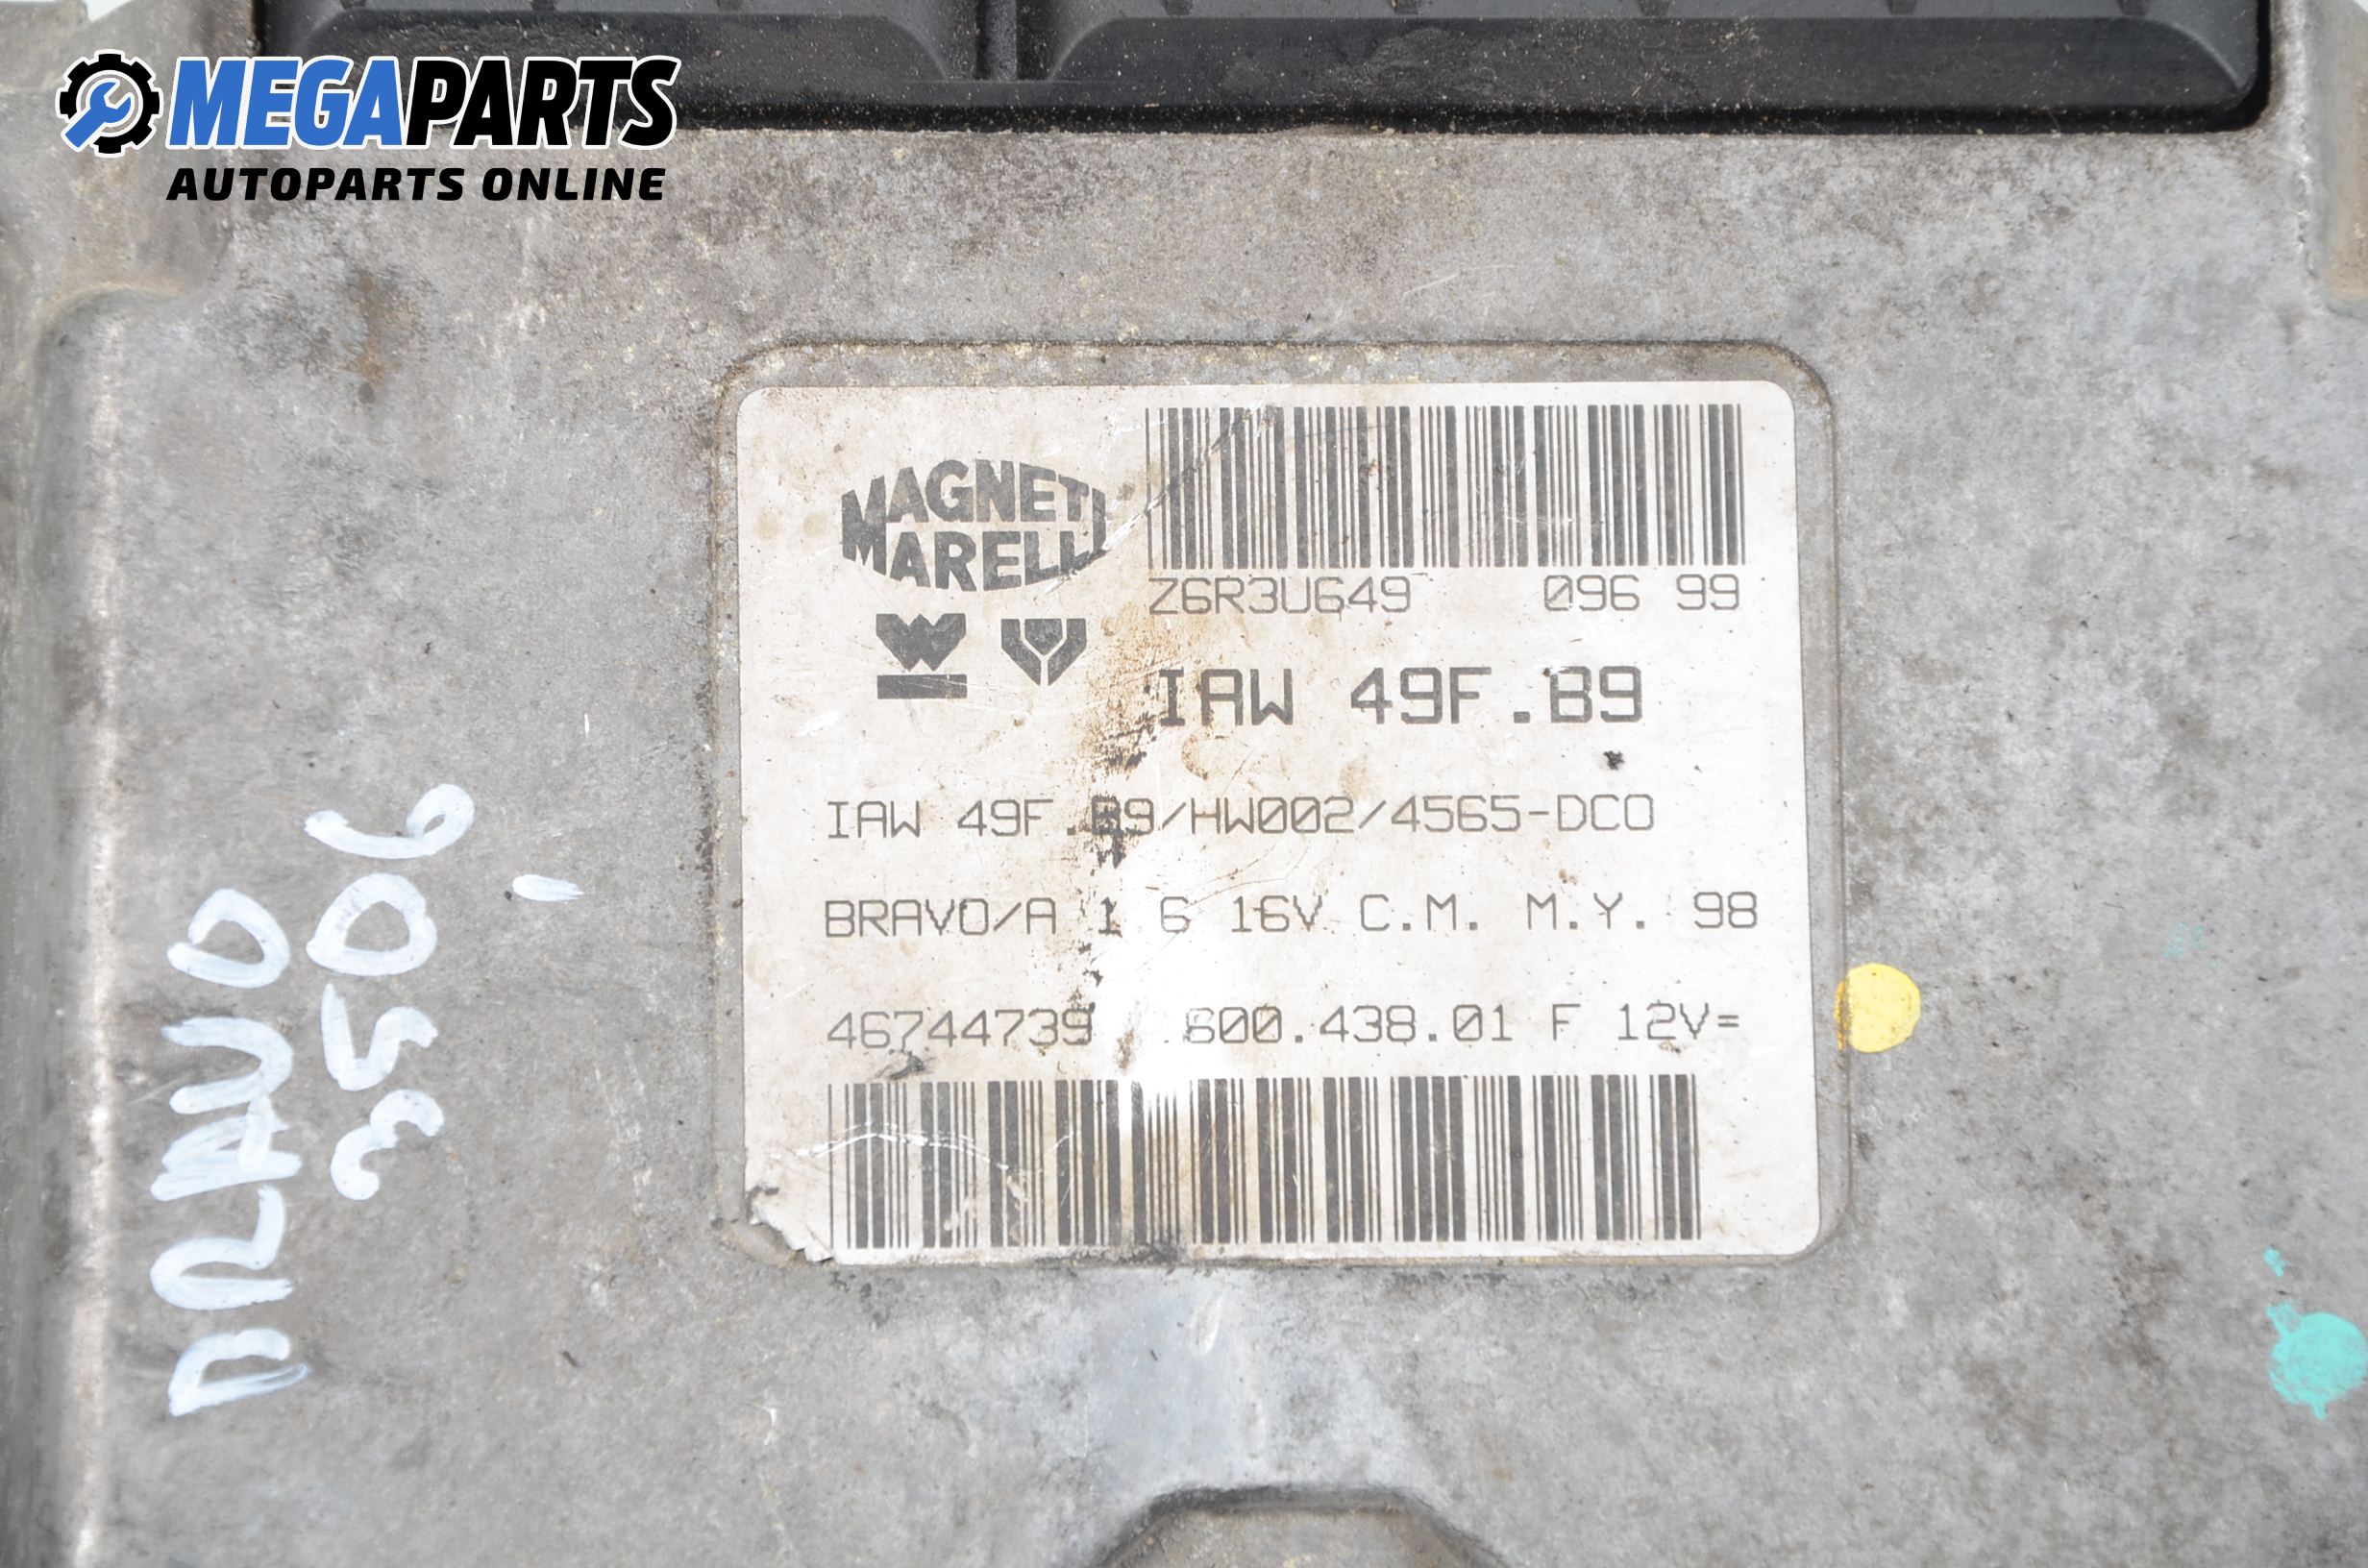 MEGAPARTS
AUTOPARTS ONLINE
MAGNETI
MARELLI
Z6R3U649 096 99
IAW 49F.B9
IAW 49F.B9/HW002/4565-DCO
BRAVO/A 1.6 16V C.M. M.Y. 98
46744739 600.438.01 F 12V=
3506